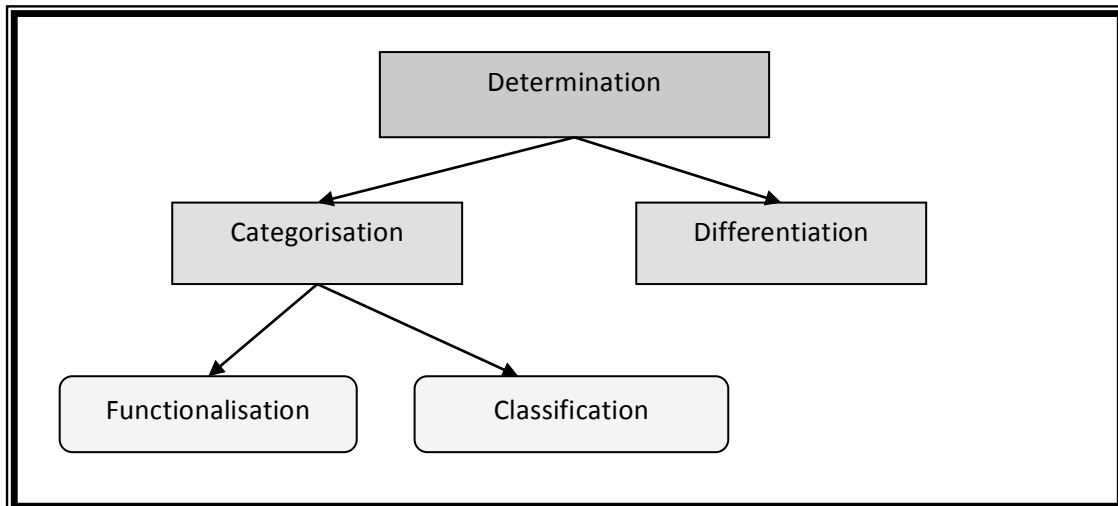 Determination
Categorisation
Differentiation
Functionalisation
Classification